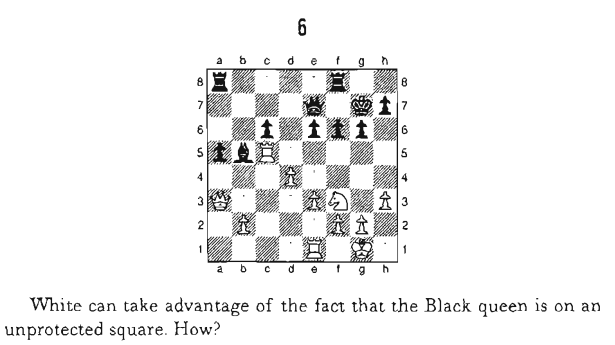 6
a b c d e f g h
8 8
7 7
6 6
5 5
4 4
3 3
2 2
1 1
a b c d e f g h
White can take advantage of the fact that the Black queen is on an
unprotected square. How?